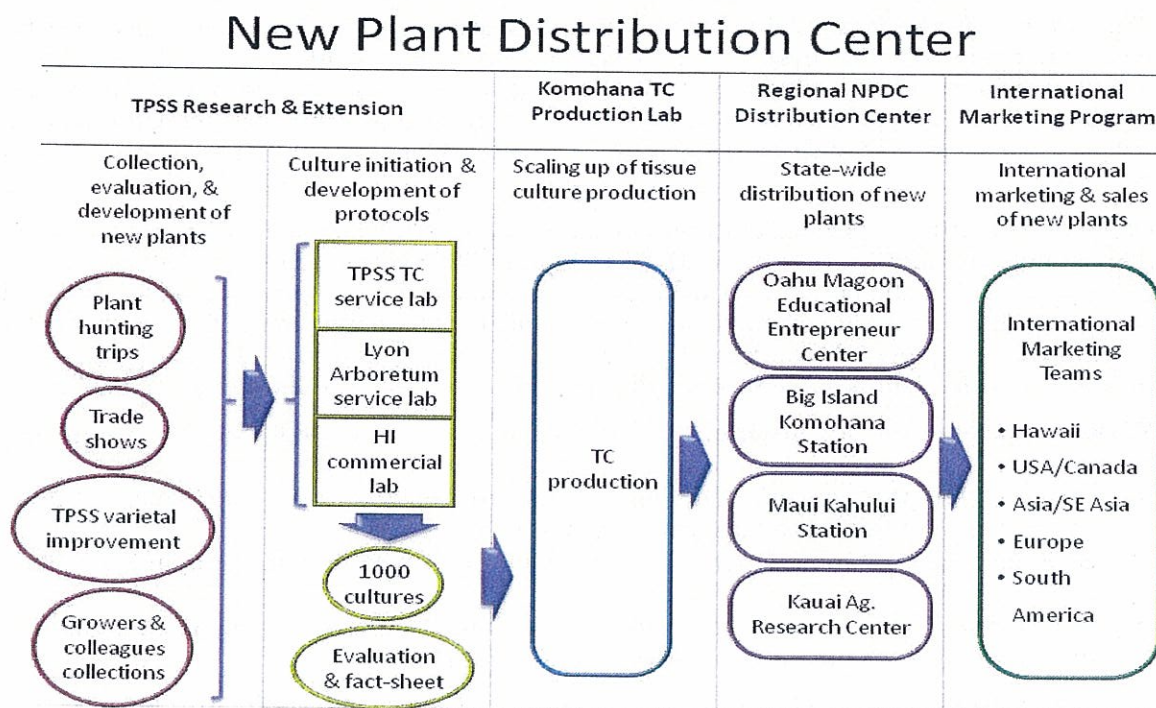 New Plant Distribution Center
TPSS Research & Extension
Komohana TC
Production Lab
Regional NPDC
Distribution Center
International
Marketing Program
Collection,
evaluation, &
development of
new plants
Culture initiation &
development of
protocols
Scaling up of tissue
culture production
State-wide
distribution of new
plants
International
marketing & sales
of new plants
Plant
hunting
trips
Trade
shows
TPSS varietal
improvement
Growers &
colleagues
collections
TPSS TC
service lab
Lyon
Arboretum
service lab
HI
commercial
lab
1000
cultures
Evaluation
& fact-sheet
TC
production
Oahu Magoon
Educational
Entrepreneur
Center
Big Island
Komohana
Station
Maui Kahului
Station
Kauai Ag.
Research Center
International
Marketing
Teams
• Hawaii
• USA/Canada
• Asia/SE Asia
• Europe
• South
America